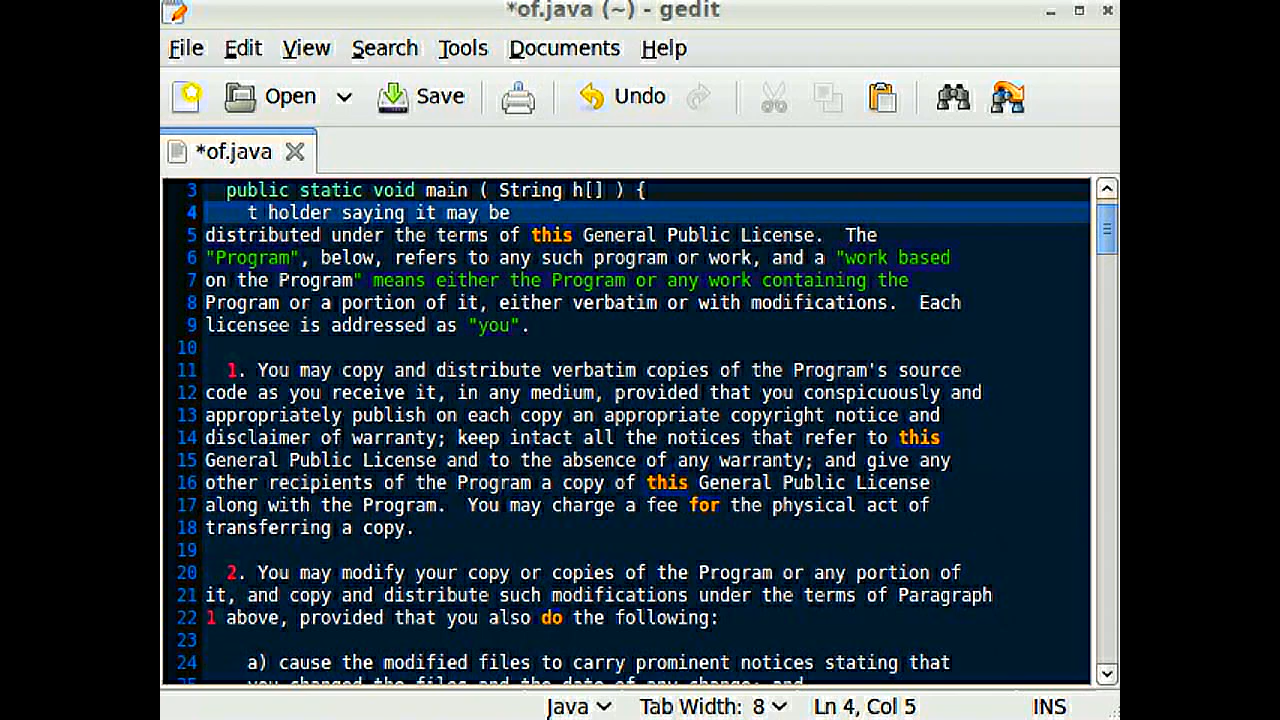 *of.java (~) - gedit
File Edit View Search Tools Documents Help
Open Save Undo
*of.java
3 public static void main ( String h[] ) {
4 t holder saying it may be
5 distributed under the terms of this General Public License. The
6 "Program", below, refers to any such program or work, and a "work based
7 on the Program" means either the Program or any work containing the
8 Program or a portion of it, either verbatim or with modifications. Each
9 licensee is addressed as "you".
10
11 1. You may copy and distribute verbatim copies of the Program's source
12 code as you receive it, in any medium, provided that you conspicuously and
13 appropriately publish on each copy an appropriate copyright notice and
14 disclaimer of warranty; keep intact all the notices that refer to this
15 General Public License and to the absence of any warranty; and give any
16 other recipients of the Program a copy of this General Public License
17 along with the Program. You may charge a fee for the physical act of
18 transferring a copy.
19
20 2. You may modify your copy or copies of the Program or any portion of
21 it, and copy and distribute such modifications under the terms of Paragraph
22 1 above, provided that you also do the following:
23
24 a) cause the modified files to carry prominent notices stating that
25 you changed the files and the date of any change; and
Java Tab Width: 8 Ln 4, Col 5 INS